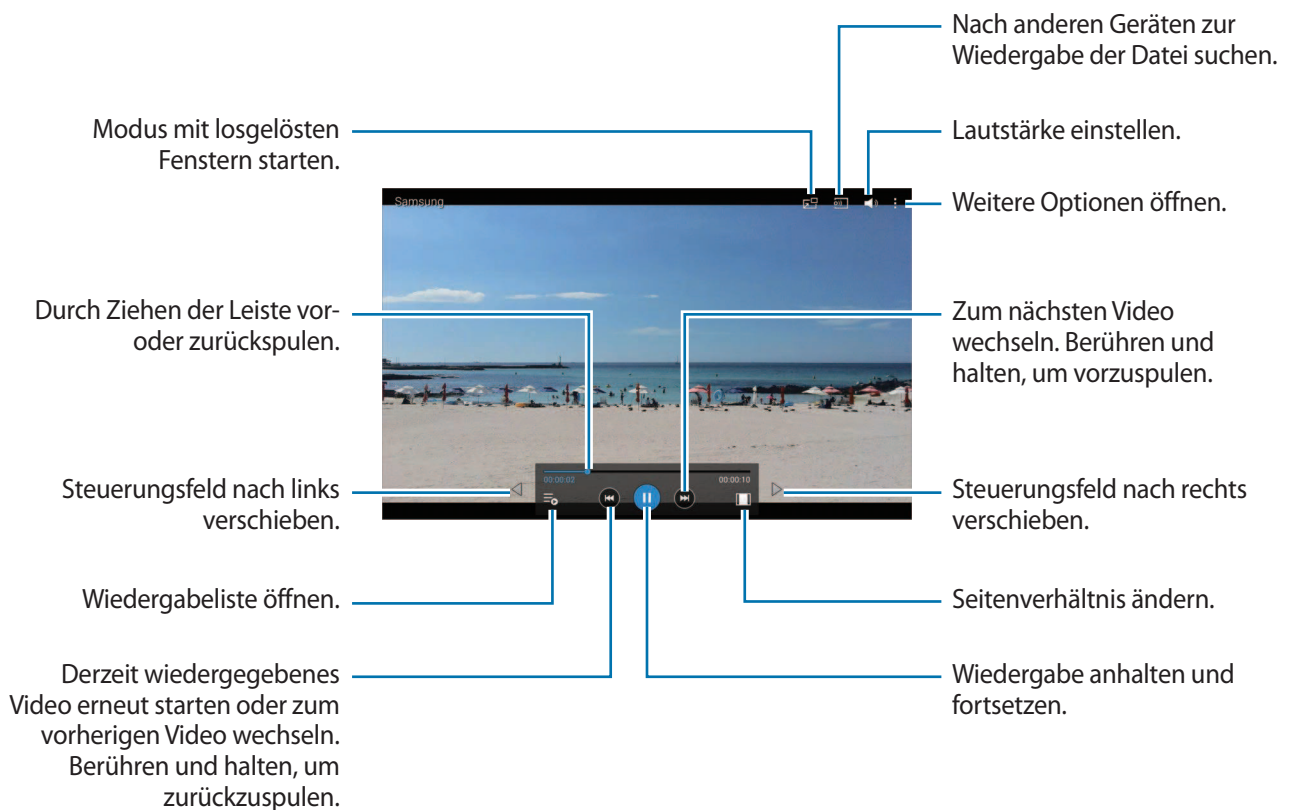 Nach anderen Geräten zur
Wiedergabe der Datei suchen.
Modus mit losgelösten
Fenstern starten.
Lautstärke einstellen.
Samsung
Weitere Optionen öffnen.
Durch Ziehen der Leiste vor-
oder zurückspulen.
Zum nächsten Video
wechseln. Berühren und
halten, um vorzuspulen.
00:00:02
00:00:10
Steuerungsfeld nach links
verschieben.
Steuerungsfeld nach rechts
verschieben.
Wiedergabeliste öffnen.
Seitenverhältnis ändern.
Derzeit wiedergegebenes
Video erneut starten oder zum
vorherigen Video wechseln.
Berühren und halten, um
zurückzuspulen.
Wiedergabe anhalten und
fortsetzen.